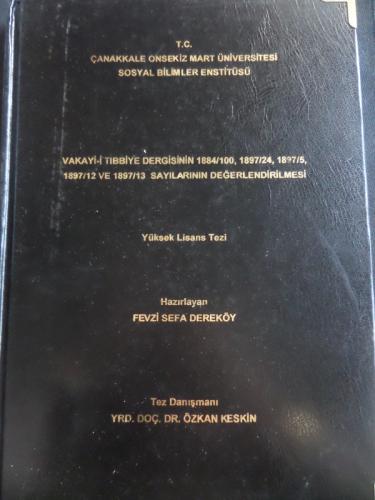 T.C.
ÇANAKKALE ONSEKİZ MART ÜNİVERSİTESİ
SOSYAL BİLİMLER ENSTİTÜSÜ
VAKAYİ-İ TIBBİYE DERGİSİNİN 1884/100, 1897/24, 1897/5,
1897/12 VE 1897/13 SAYILARININ DEĞERLENDİRİLMESİ
Yüksek Lisans Tezi
Hazırlayan
FEVZİ SEFA DEREKÖY
Tez Danışmanı
YRD. DOÇ. DR. ÖZKAN KESKİN